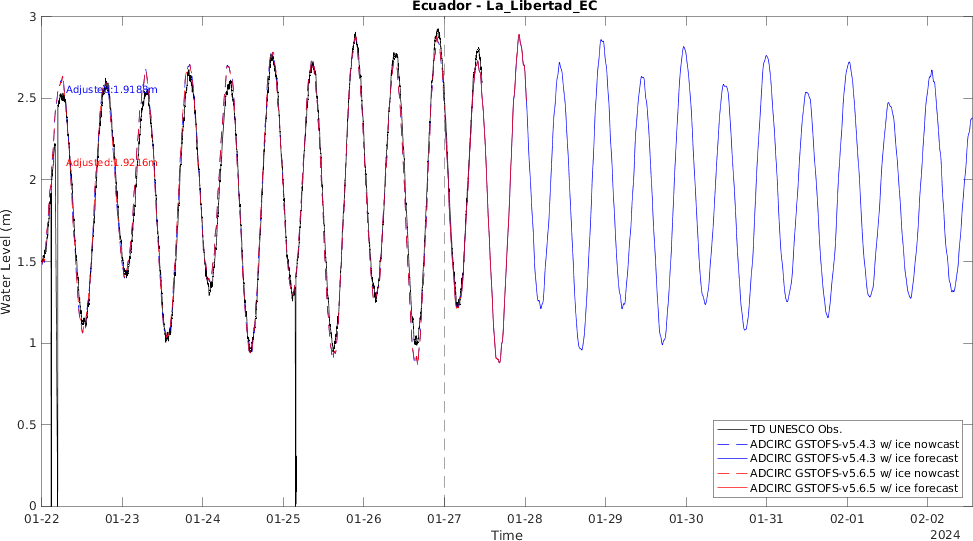 Ecuador - La_Libertad_EC
3
2.5
2
1.5
1
0.5
0
Water Level (m)
Adjusted:1.9183m
Adjusted:1.9216m
TD UNESCO Obs.
ADCIRC GSTOFS-v5.4.3 w/ ice nowcast
ADCIRC GSTOFS-v5.4.3 w/ ice forecast
ADCIRC GSTOFS-v5.6.5 w/ ice nowcast
ADCIRC GSTOFS-v5.6.5 w/ ice forecast
01-22 01-23 01-24 01-25 01-26 01-27 01-28 01-29 01-30 01-31 02-01 02-02
Time
2024